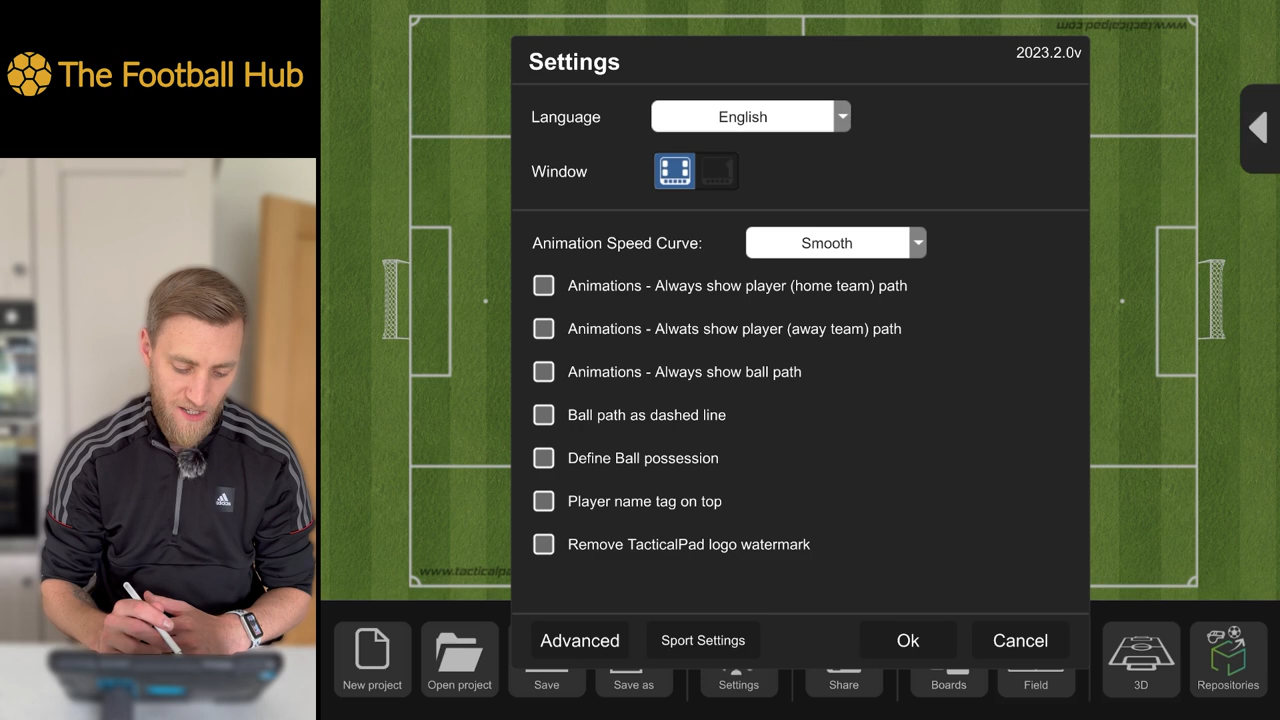 The Football Hub
www.tacticalpad.com
Settings
2023.2.0v
Language
English
Window
Animation Speed Curve:
Smooth
Animations - Always show player (home team) path
Animations - Alwats show player (away team) path
Animations - Always show ball path
Ball path as dashed line
Define Ball possession
Player name tag on top
Remove TacticalPad logo watermark
adidas
www.tacticalpa
Advanced
Sport Settings
Ok
Cancel
New project
Open project
Save
Save as
Settings
Share
Boards
Field
3D
Repositories